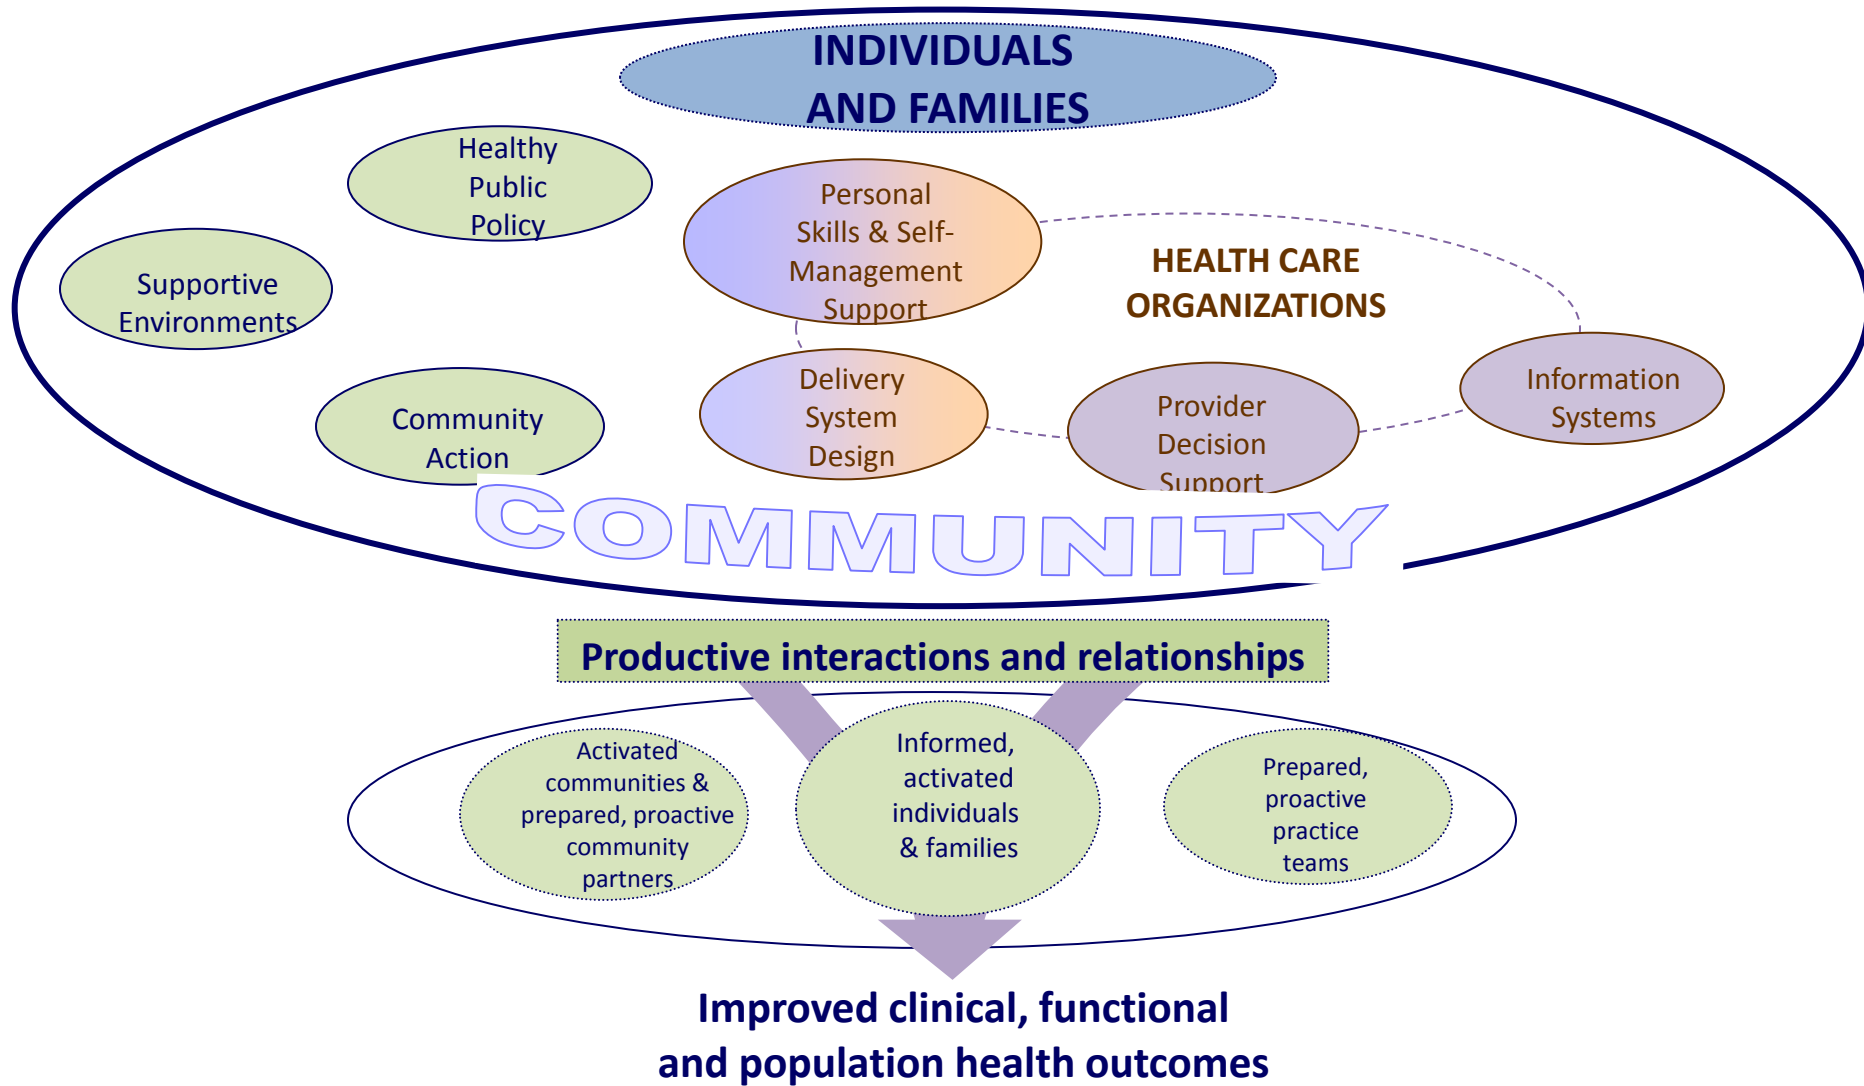 INDIVIDUALS
AND FAMILIES
Healthy
Public
Policy
Supportive
Environments
Community
Action
Personal
Skills & Self-
Management
Support
HEALTH CARE
ORGANIZATIONS
Delivery
System
Design
Provider
Decision
Support
Information
Systems
COMMUNITY
Productive interactions and relationships
Activated
communities &
prepared, proactive
community
partners
Informed,
activated
individuals
& families
Prepared,
proactive
practice
teams
Improved clinical, functional
and population health outcomes